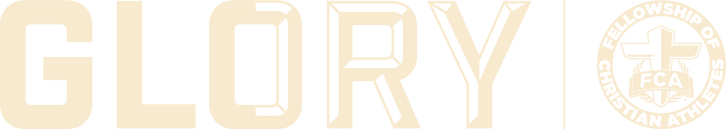 GLORY
FELLOWSHIP OF
CHRISTIAN ATHLETES
FCA